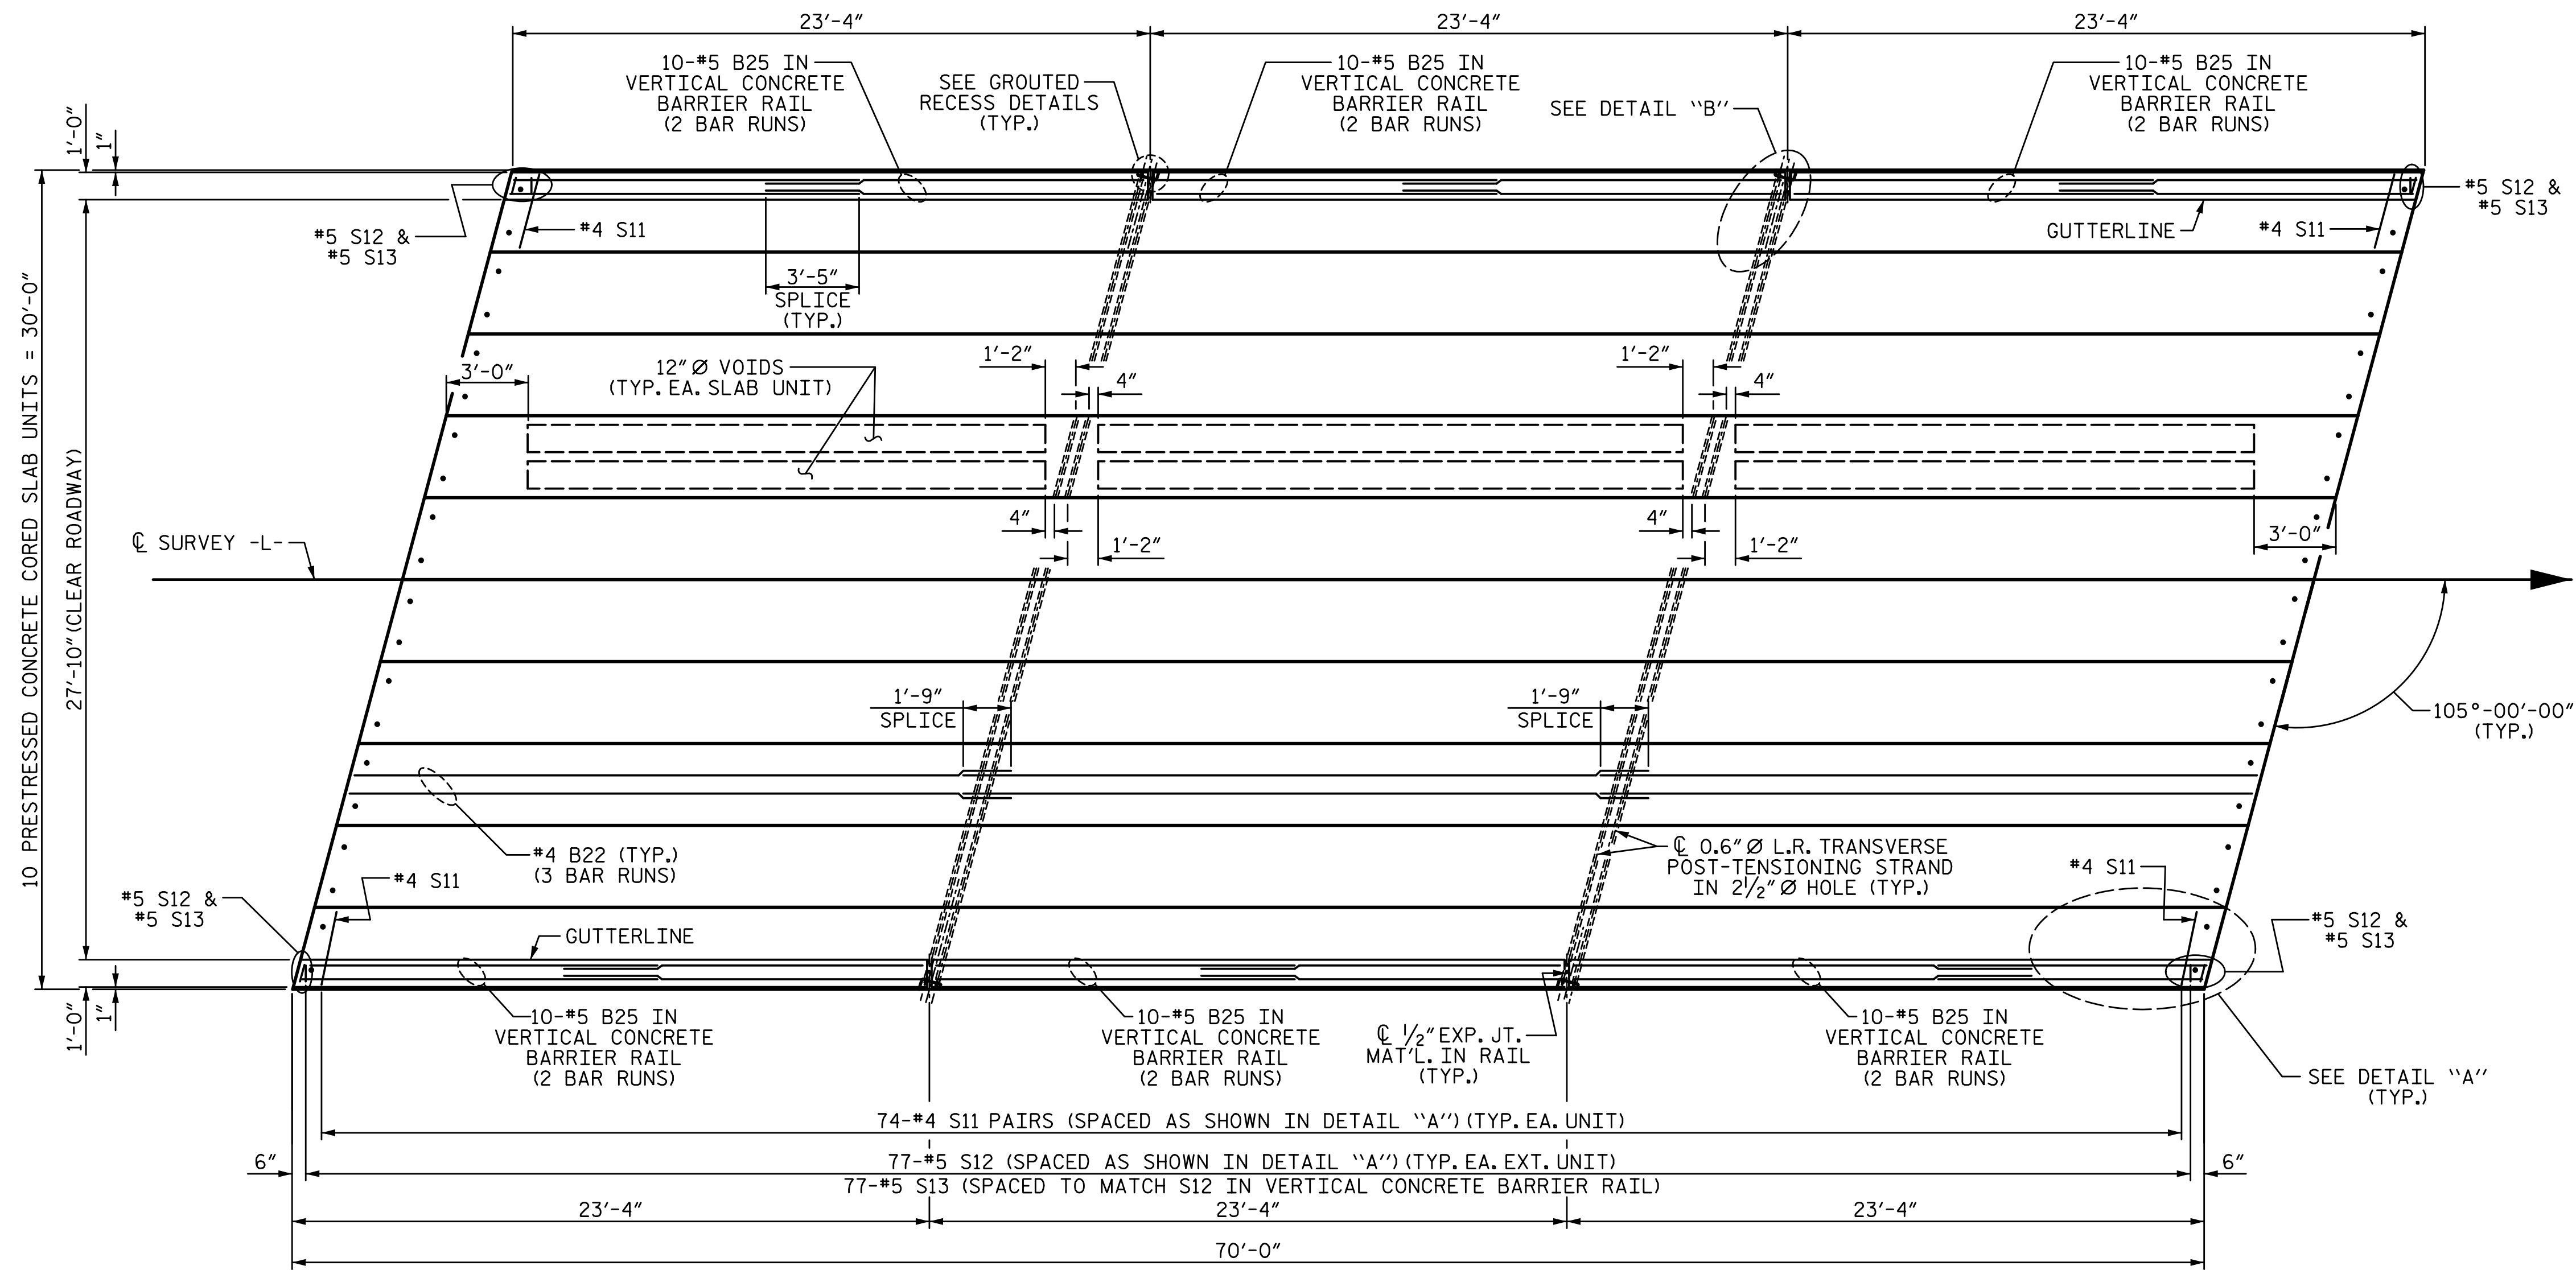 23'-4"
23'-4"
23'-4"
10-#5 B25 IN
VERTICAL CONCRETE
BARRIER RAIL
(2 BAR RUNS)
SEE GROUTED
RECESS DETAILS
(TYP.)
10-#5 B25 IN
VERTICAL CONCRETE
BARRIER RAIL
(2 BAR RUNS)
SEE DETAIL "B"
10-#5 B25 IN
VERTICAL CONCRETE
BARRIER RAIL
(2 BAR RUNS)
1'-0"
1"
#5 S12 &
#5 S13
#4 S11
3'-5"
SPLICE
(TYP.)
GUTTERLINE
#4 S11
#5 S12 &
#5 S13
10 PRESTRESSED CONCRETE CORED SLAB UNITS = 30'-0"
27'-10" (CLEAR ROADWAY)
3'-0"
12" Ø VOIDS
(TYP. EA. SLAB UNIT)
1'-2"
4"
1'-2"
4"
4"
1'-2"
4"
1'-2"
3'-0"
℄ SURVEY -L-
105°-00'-00"
(TYP.)
1'-9"
SPLICE
1'-9"
SPLICE
#4 B22 (TYP.)
(3 BAR RUNS)
℄ 0.6" Ø L.R. TRANSVERSE
POST-TENSIONING STRAND
IN 2½" Ø HOLE (TYP.)
#5 S12 &
#5 S13
#4 S11
GUTTERLINE
#4 S11
#5 S12 &
#5 S13
1'-0"
1"
10-#5 B25 IN
VERTICAL CONCRETE
BARRIER RAIL
(2 BAR RUNS)
10-#5 B25 IN
VERTICAL CONCRETE
BARRIER RAIL
(2 BAR RUNS)
℄ ½" EXP. JT.
MAT'L. IN RAIL
(TYP.)
10-#5 B25 IN
VERTICAL CONCRETE
BARRIER RAIL
(2 BAR RUNS)
SEE DETAIL "A"
(TYP.)
74-#4 S11 PAIRS (SPACED AS SHOWN IN DETAIL "A") (TYP. EA. UNIT)
6"
77-#5 S12 (SPACED AS SHOWN IN DETAIL "A") (TYP. EA. EXT. UNIT)
6"
77-#5 S13 (SPACED TO MATCH S12 IN VERTICAL CONCRETE BARRIER RAIL)
23'-4"
23'-4"
23'-4"
70'-0"